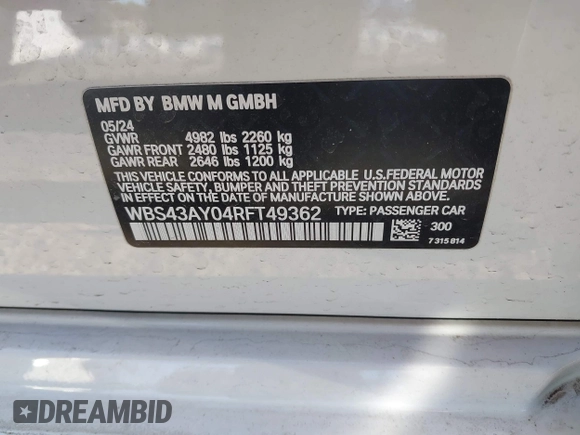 MFD BY BMW M GMBH
05/24
GVWR 4982 lbs 2260 kg
GAWR FRONT 2480 lbs 1125 kg
GAWR REAR 2646 lbs 1200 kg
THIS VEHICLE CONFORMS TO ALL APPLICABLE U.S.FEDERAL MOTOR
VEHICLE SAFETY, BUMPER AND THEFT PREVENTION STANDARDS
IN EFFECT ON THE DATE OF MANUFACTURE SHOWN ABOVE.
WBS43AY04RFT49362 TYPE: PASSENGER CAR
300
7 315 814
DREAMBID